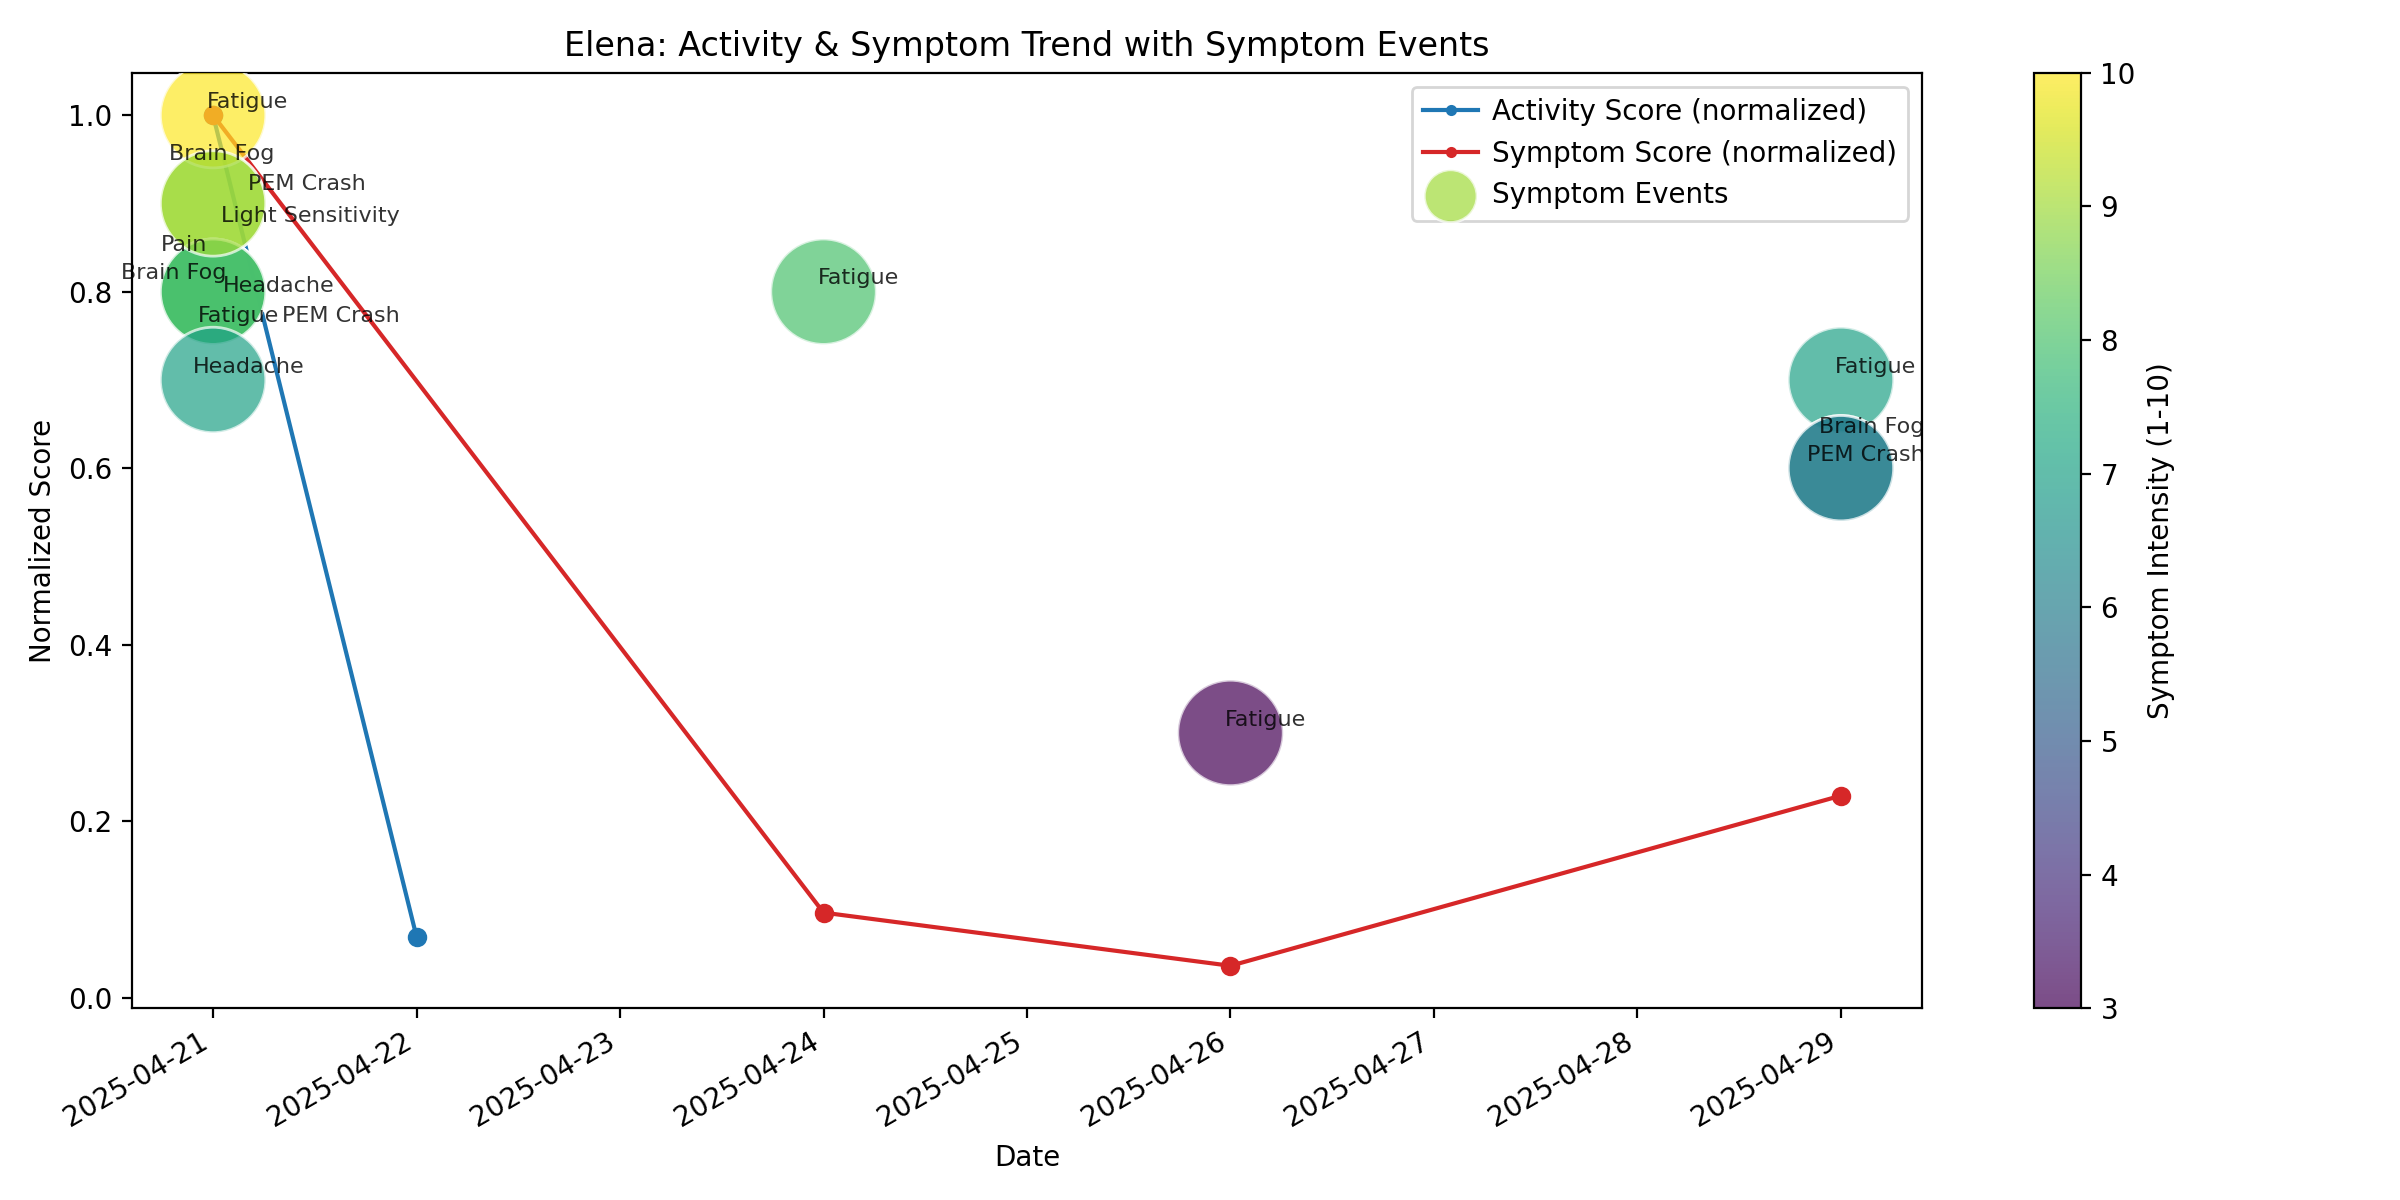 Elena: Activity & Symptom Trend with Symptom Events
Activity Score (normalized)
Symptom Score (normalized)
Symptom Events
Normalized Score
1.0
0.8
0.6
0.4
0.2
0.0
Fatigue
Brain Fog
PEM Crash
Light Sensitivity
Pain
Brain Fog
Headache
Fatigue
PEM Crash
Headache
Fatigue
Fatigue
Fatigue
Brain Fog
PEM Crash
2025-04-21
2025-04-22
2025-04-23
2025-04-24
2025-04-25
2025-04-26
2025-04-27
2025-04-28
2025-04-29
Date
10
9
8
7
6
5
4
3
Symptom Intensity (1-10)